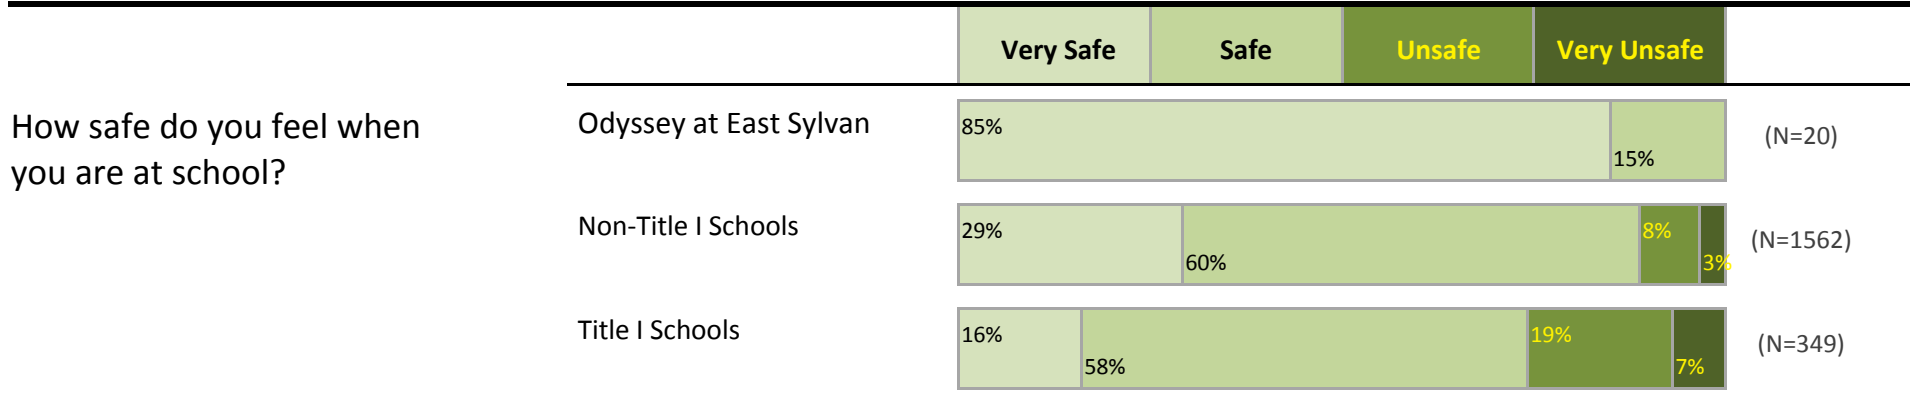 Very Safe Safe Unsafe Very Unsafe
How safe do you feel when
you are at school?
Odyssey at East Sylvan 85% 15% (N=20)
Non-Title I Schools 29% 60% 8% 3% (N=1562)
Title I Schools 16% 58% 19% 7% (N=349)